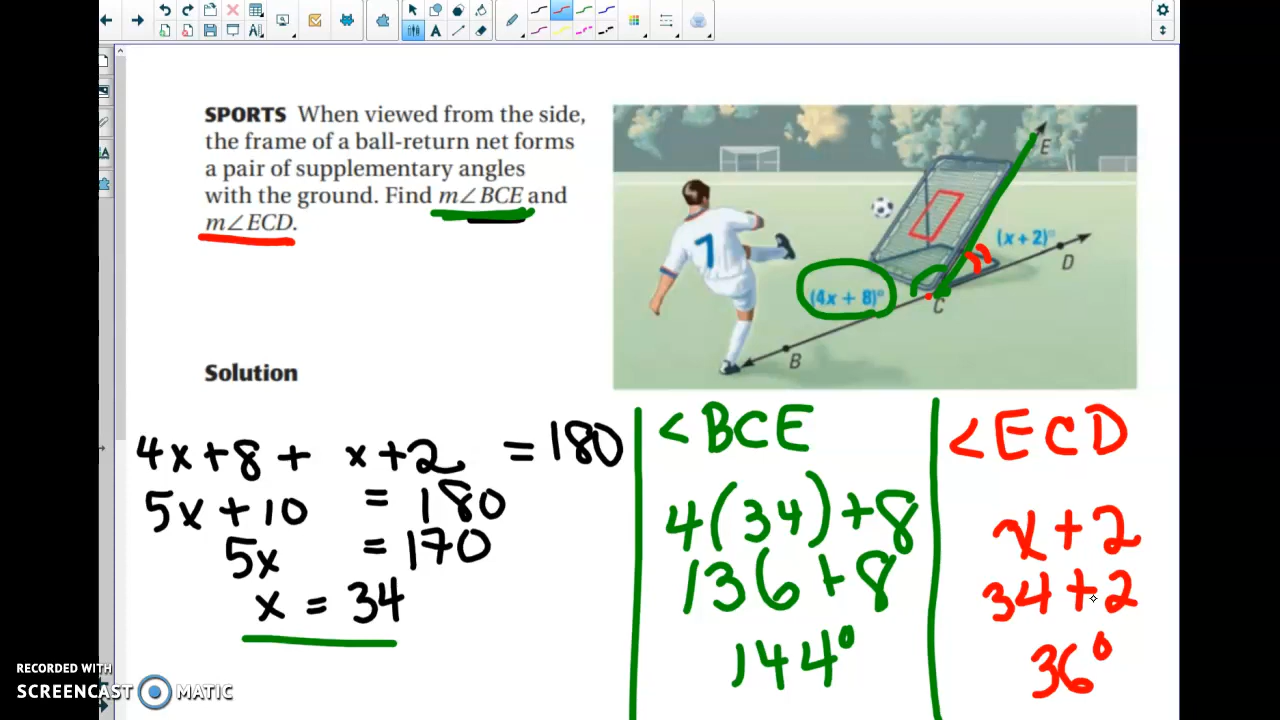 SPORTS When viewed from the side,
the frame of a ball-return net forms
a pair of supplementary angles
with the ground. Find m∠BCE and
m∠ECD.
E
(x + 2)°
D
7
(4x + 8)°
C
B
Solution
4x+8 + x+2 = 180
5x + 10 = 180
5x = 170
x = 34
<BCE
4(34)+8
136+8
144°
<ECD
x+2
34+2
36°
RECORDED WITH
SCREENCAST MATIC